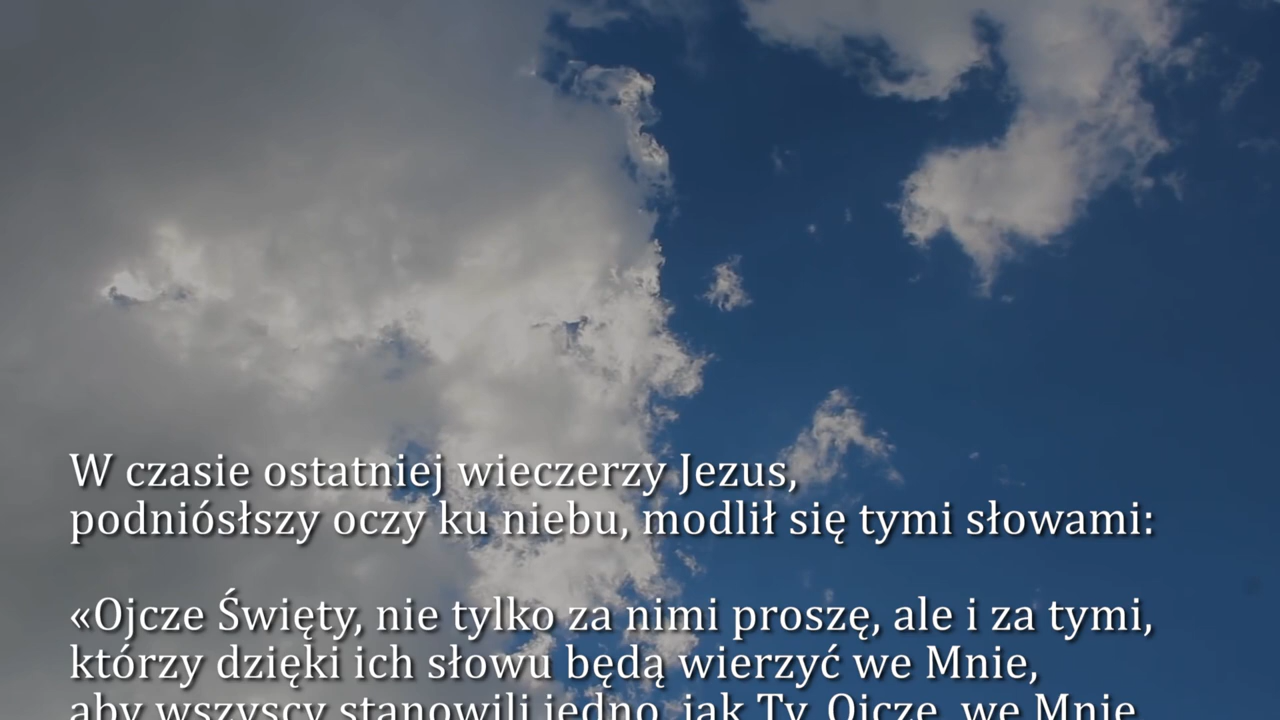 W czasie ostatniej wieczerzy Jezus,
podniósłszy oczy ku niebu, modlił się tymi słowami:
«Ojcze Święty, nie tylko za nimi proszę, ale i za tymi,
którzy dzięki ich słowu będą wierzyć we Mnie,
aby wszyscy stanowili jedno, jak Ty, Ojcze, we Mnie